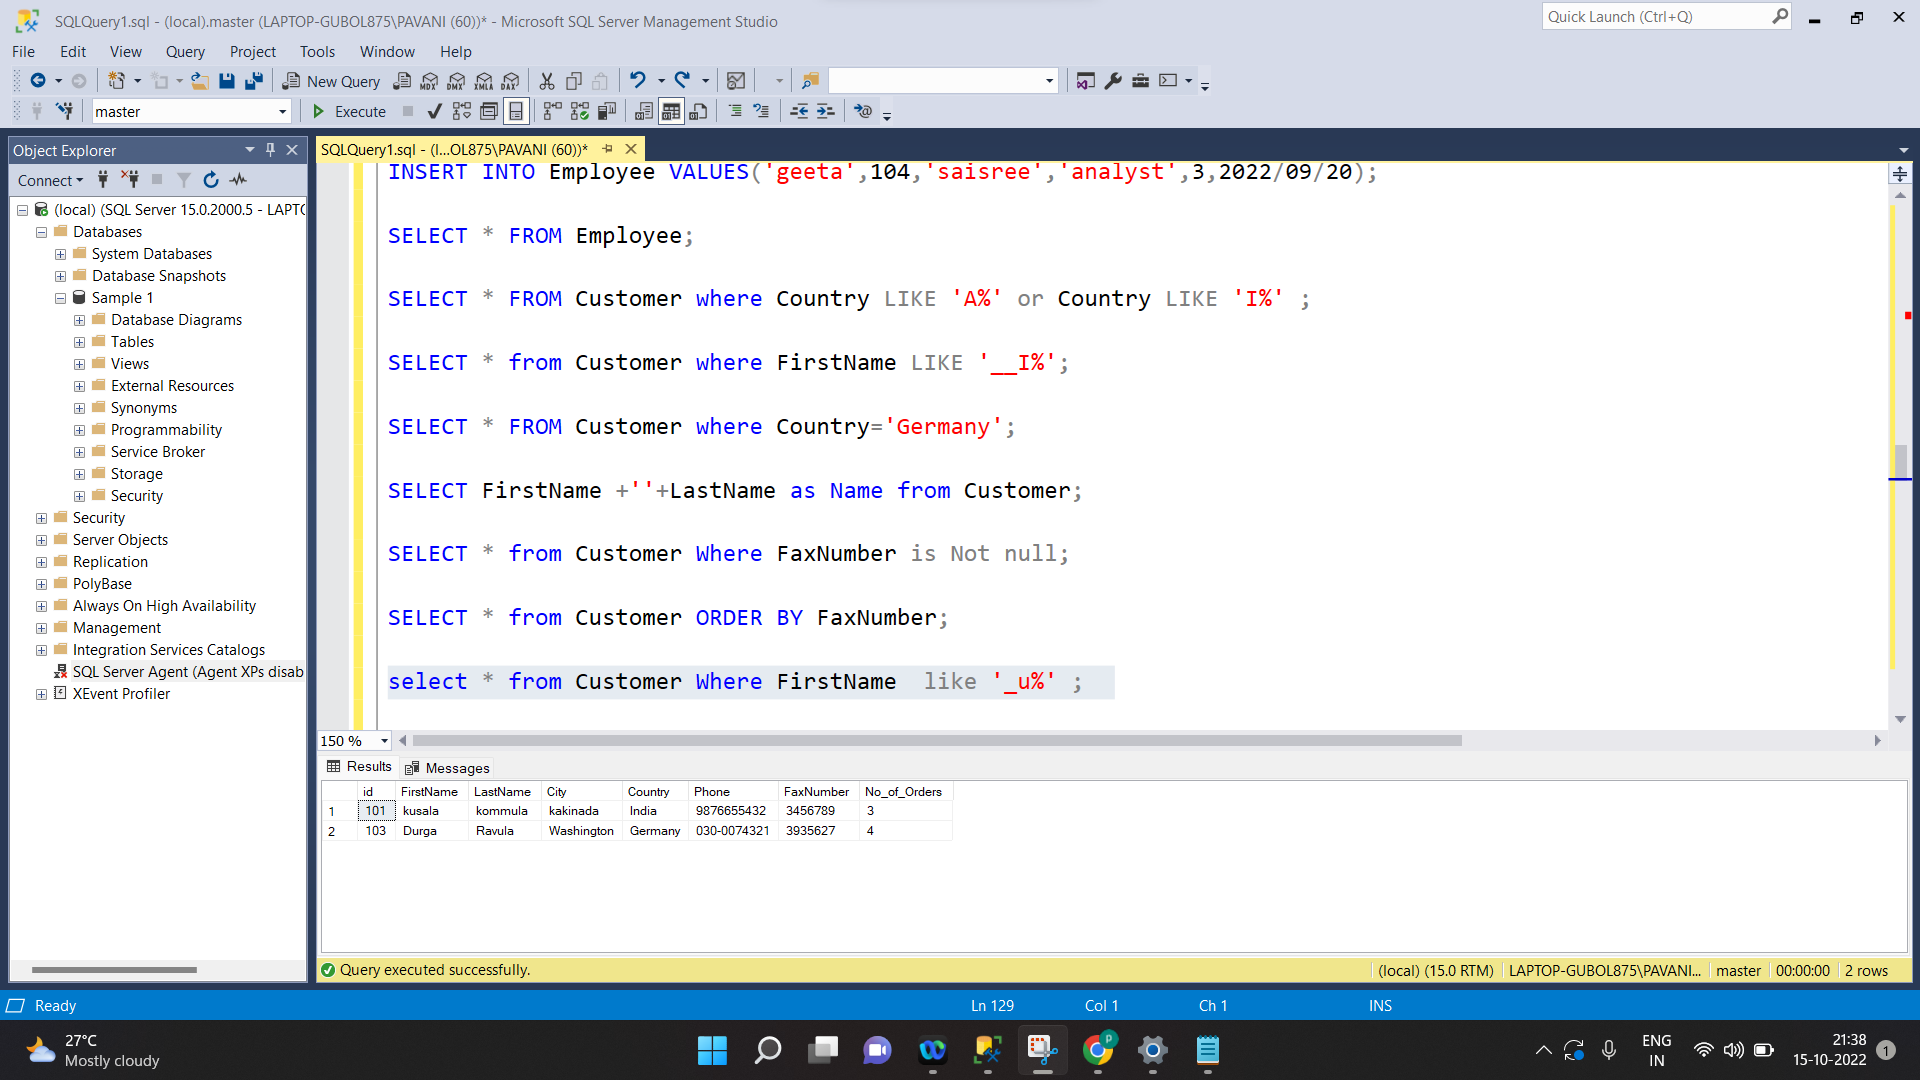 SQLQuery1.sql - (local).master (LAPTOP-GUBOL875\PAVANI (60))* - Microsoft SQL Server Management Studio
Quick Launch (Ctrl+Q)
File Edit View Query Project Tools Window Help
New Query MDX DMX XMLA DAX
master Execute
Object Explorer
Connect
(local) (SQL Server 15.0.2000.5 - LAPTO
Databases
System Databases
Database Snapshots
Sample 1
Database Diagrams
Tables
Views
External Resources
Synonyms
Programmability
Service Broker
Storage
Security
Security
Server Objects
Replication
PolyBase
Always On High Availability
Management
Integration Services Catalogs
SQL Server Agent (Agent XPs disab
XEvent Profiler
SQLQuery1.sql - (l...OL875\PAVANI (60))*
INSERT INTO Employee VALUES('geeta',104,'saisree','analyst',3,2022/09/20);
SELECT * FROM Employee;
SELECT * FROM Customer where Country LIKE 'A%' or Country LIKE 'I%' ;
SELECT * from Customer where FirstName LIKE '__I%';
SELECT * FROM Customer where Country='Germany';
SELECT FirstName +''+LastName as Name from Customer;
SELECT * from Customer Where FaxNumber is Not null;
SELECT * from Customer ORDER BY FaxNumber;
select * from Customer Where FirstName  like '_u%' ;
150 %
Results Messages
id FirstName LastName City Country Phone FaxNumber No_of_Orders
1 101 kusala kommula kakinada India 9876655432 3456789 3
2 103 Durga Ravula Washington Germany 030-0074321 3935627 4
Query executed successfully.
(local) (15.0 RTM) LAPTOP-GUBOL875\PAVANI... master 00:00:00 2 rows
Ready Ln 129 Col 1 Ch 1 INS
27°C
Mostly cloudy
P
ENG
IN
21:38
15-10-2022
1